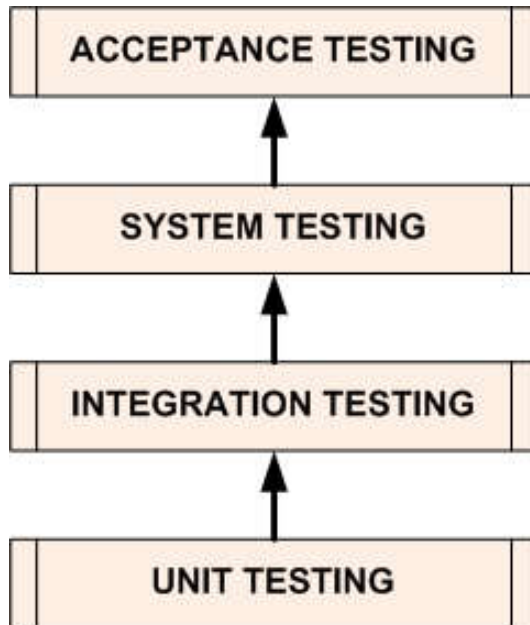 ACCEPTANCE TESTING
SYSTEM TESTING
INTEGRATION TESTING
UNIT TESTING